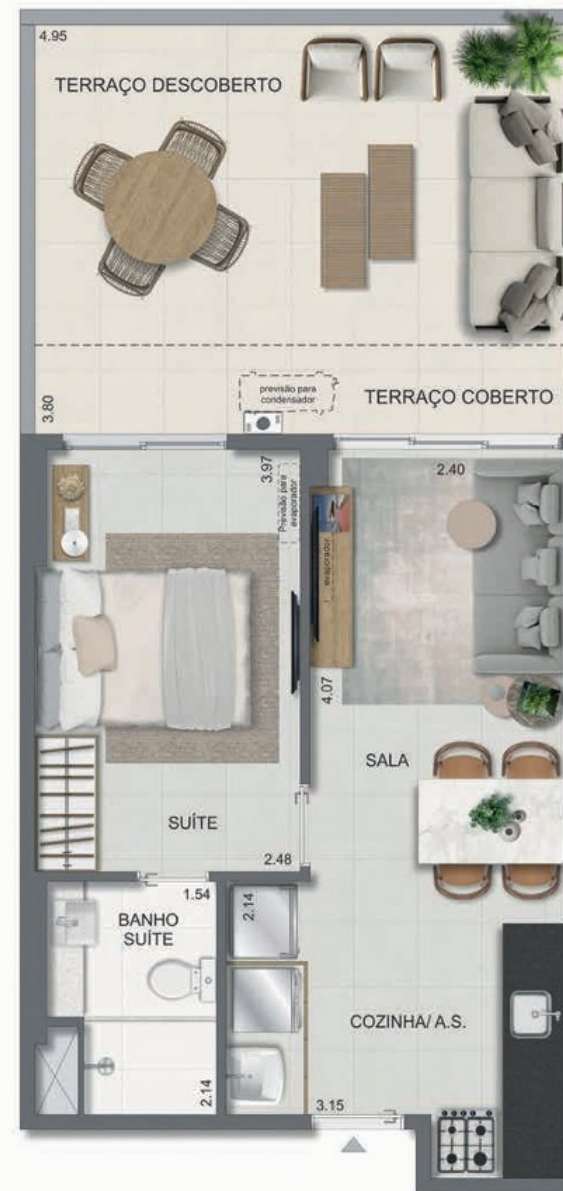 4.95
TERRAÇO DESCOBERTO
previsão para
condensador
TERRAÇO COBERTO
3.80
3.97
Previsão para
evaporador
2.40
evaporador
4.07
SALA
SUÍTE
2.48
1.54
BANHO
SUÍTE
2.14
COZINHA/ A.S.
2.14
3.15